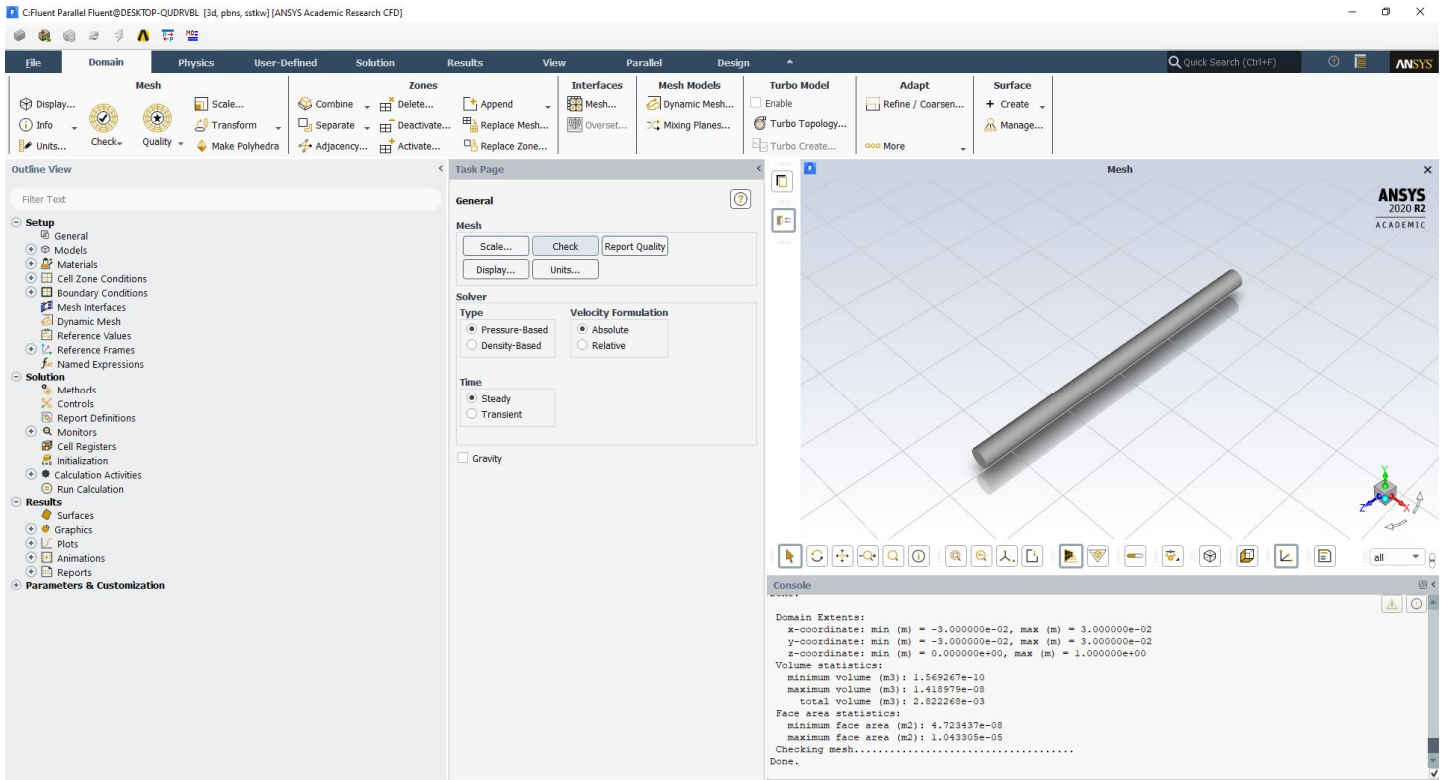 C:Fluent Parallel Fluent@DESKTOP-QUDRVBL [3d, pbns, sstkw] [ANSYS Academic Research CFD]
File Domain Physics User-Defined Solution Results View Parallel Design Quick Search (Ctrl+F) ANSYS
Mesh Zones Interfaces Mesh Models Turbo Model Adapt Surface
Display... Scale... Combine Delete... Append Mesh... Dynamic Mesh... Enable Refine / Coarsen... + Create
Info Transform Separate Deactivate... Replace Mesh... Overset... Mixing Planes... Turbo Topology... Manage...
Units... Check Quality Make Polyhedra Adjacency... Activate... Replace Zone... Turbo Create... More
Outline View
Filter Text
Setup
General
Models
Materials
Cell Zone Conditions
Boundary Conditions
Mesh Interfaces
Dynamic Mesh
Reference Values
Reference Frames
Named Expressions
Solution
Methods
Controls
Report Definitions
Monitors
Cell Registers
Initialization
Calculation Activities
Run Calculation
Results
Surfaces
Graphics
Plots
Animations
Reports
Parameters & Customization
Task Page
General
Mesh
Scale... Check Report Quality
Display... Units...
Solver
Type Velocity Formulation
Pressure-Based Absolute
Density-Based Relative
Time
Steady
Transient
Gravity
Mesh
ANSYS
2020 R2
ACADEMIC
Y
Z X
all
Console
Done.
Domain Extents:
x-coordinate: min (m) = -3.000000e-02, max (m) = 3.000000e-02
y-coordinate: min (m) = -3.000000e-02, max (m) = 3.000000e-02
z-coordinate: min (m) = 0.000000e+00, max (m) = 1.000000e+00
Volume statistics:
minimum volume (m3): 1.569267e-10
maximum volume (m3): 1.418979e-08
total volume (m3): 2.822268e-03
Face area statistics:
minimum face area (m2): 4.723437e-08
maximum face area (m2): 1.043305e-05
Checking mesh.....................................
Done.